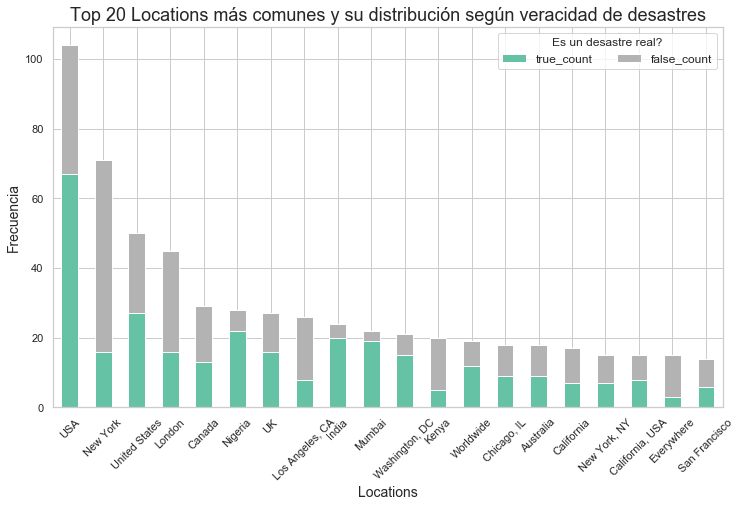 Top 20 Locations más comunes y su distribución según veracidad de desastres
Es un desastre real?
true_count false_count
Frecuencia
100
80
60
40
20
0
USA
New York
United States
London
Canada
Nigeria
UK
Los Angeles, CA
India
Mumbai
Washington, DC
Kenya
Worldwide
Chicago, IL
Australia
California
New York, NY
California, USA
Everywhere
San Francisco
Locations